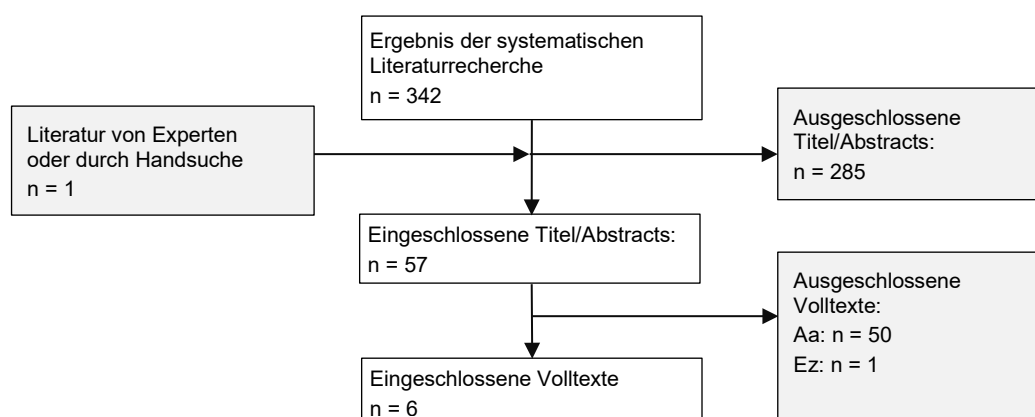 Ergebnis der systematischen
Literaturrecherche
n = 342
Literatur von Experten
oder durch Handsuche
n = 1
Ausgeschlossene
Titel/Abstracts:
n = 285
Eingeschlossene Titel/Abstracts:
n = 57
Ausgeschlossene
Volltexte:
Aa: n = 50
Ez: n = 1
Eingeschlossene Volltexte
n = 6